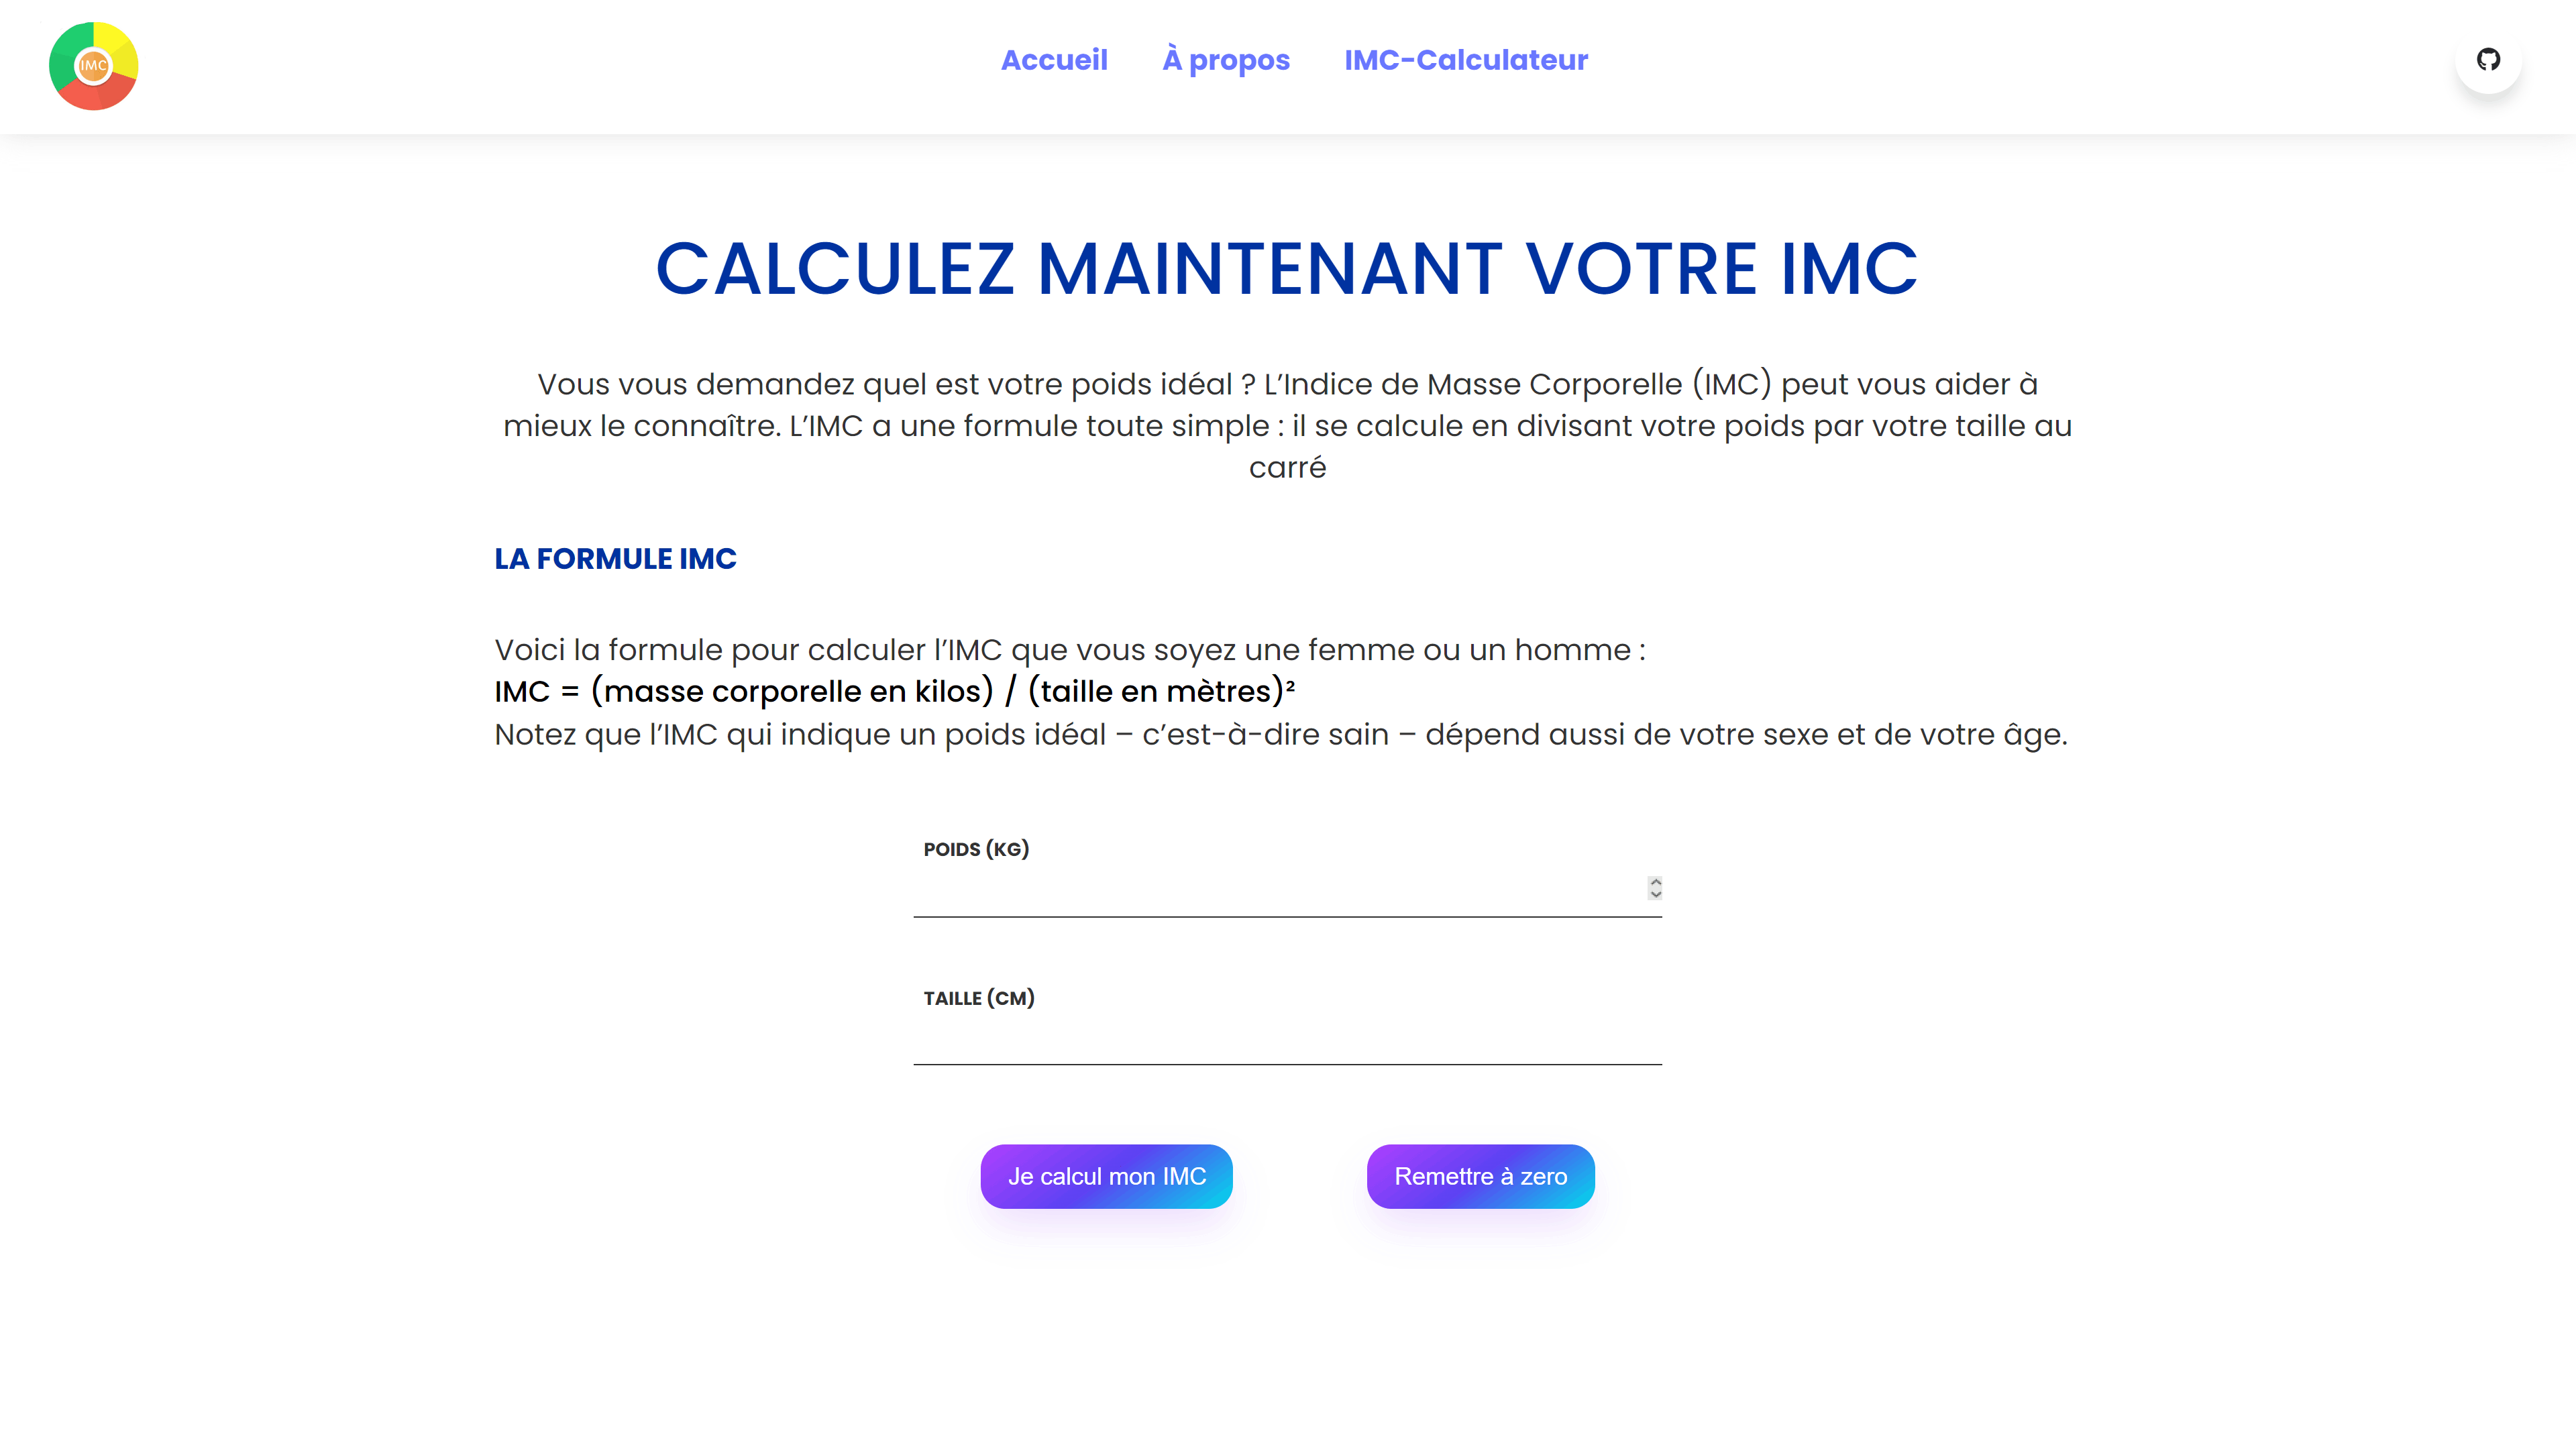 IMC
Accueil
À propos
IMC-Calculateur
CALCULEZ MAINTENANT VOTRE IMC
Vous vous demandez quel est votre poids idéal ? L’Indice de Masse Corporelle (IMC) peut vous aider à
mieux le connaître. L’IMC a une formule toute simple : il se calcule en divisant votre poids par votre taille au
carré
LA FORMULE IMC
Voici la formule pour calculer l’IMC que vous soyez une femme ou un homme :
IMC = (masse corporelle en kilos) / (taille en mètres)²
Notez que l’IMC qui indique un poids idéal – c’est-à-dire sain – dépend aussi de votre sexe et de votre âge.
POIDS (KG)
TAILLE (CM)
Je calcul mon IMC
Remettre à zero